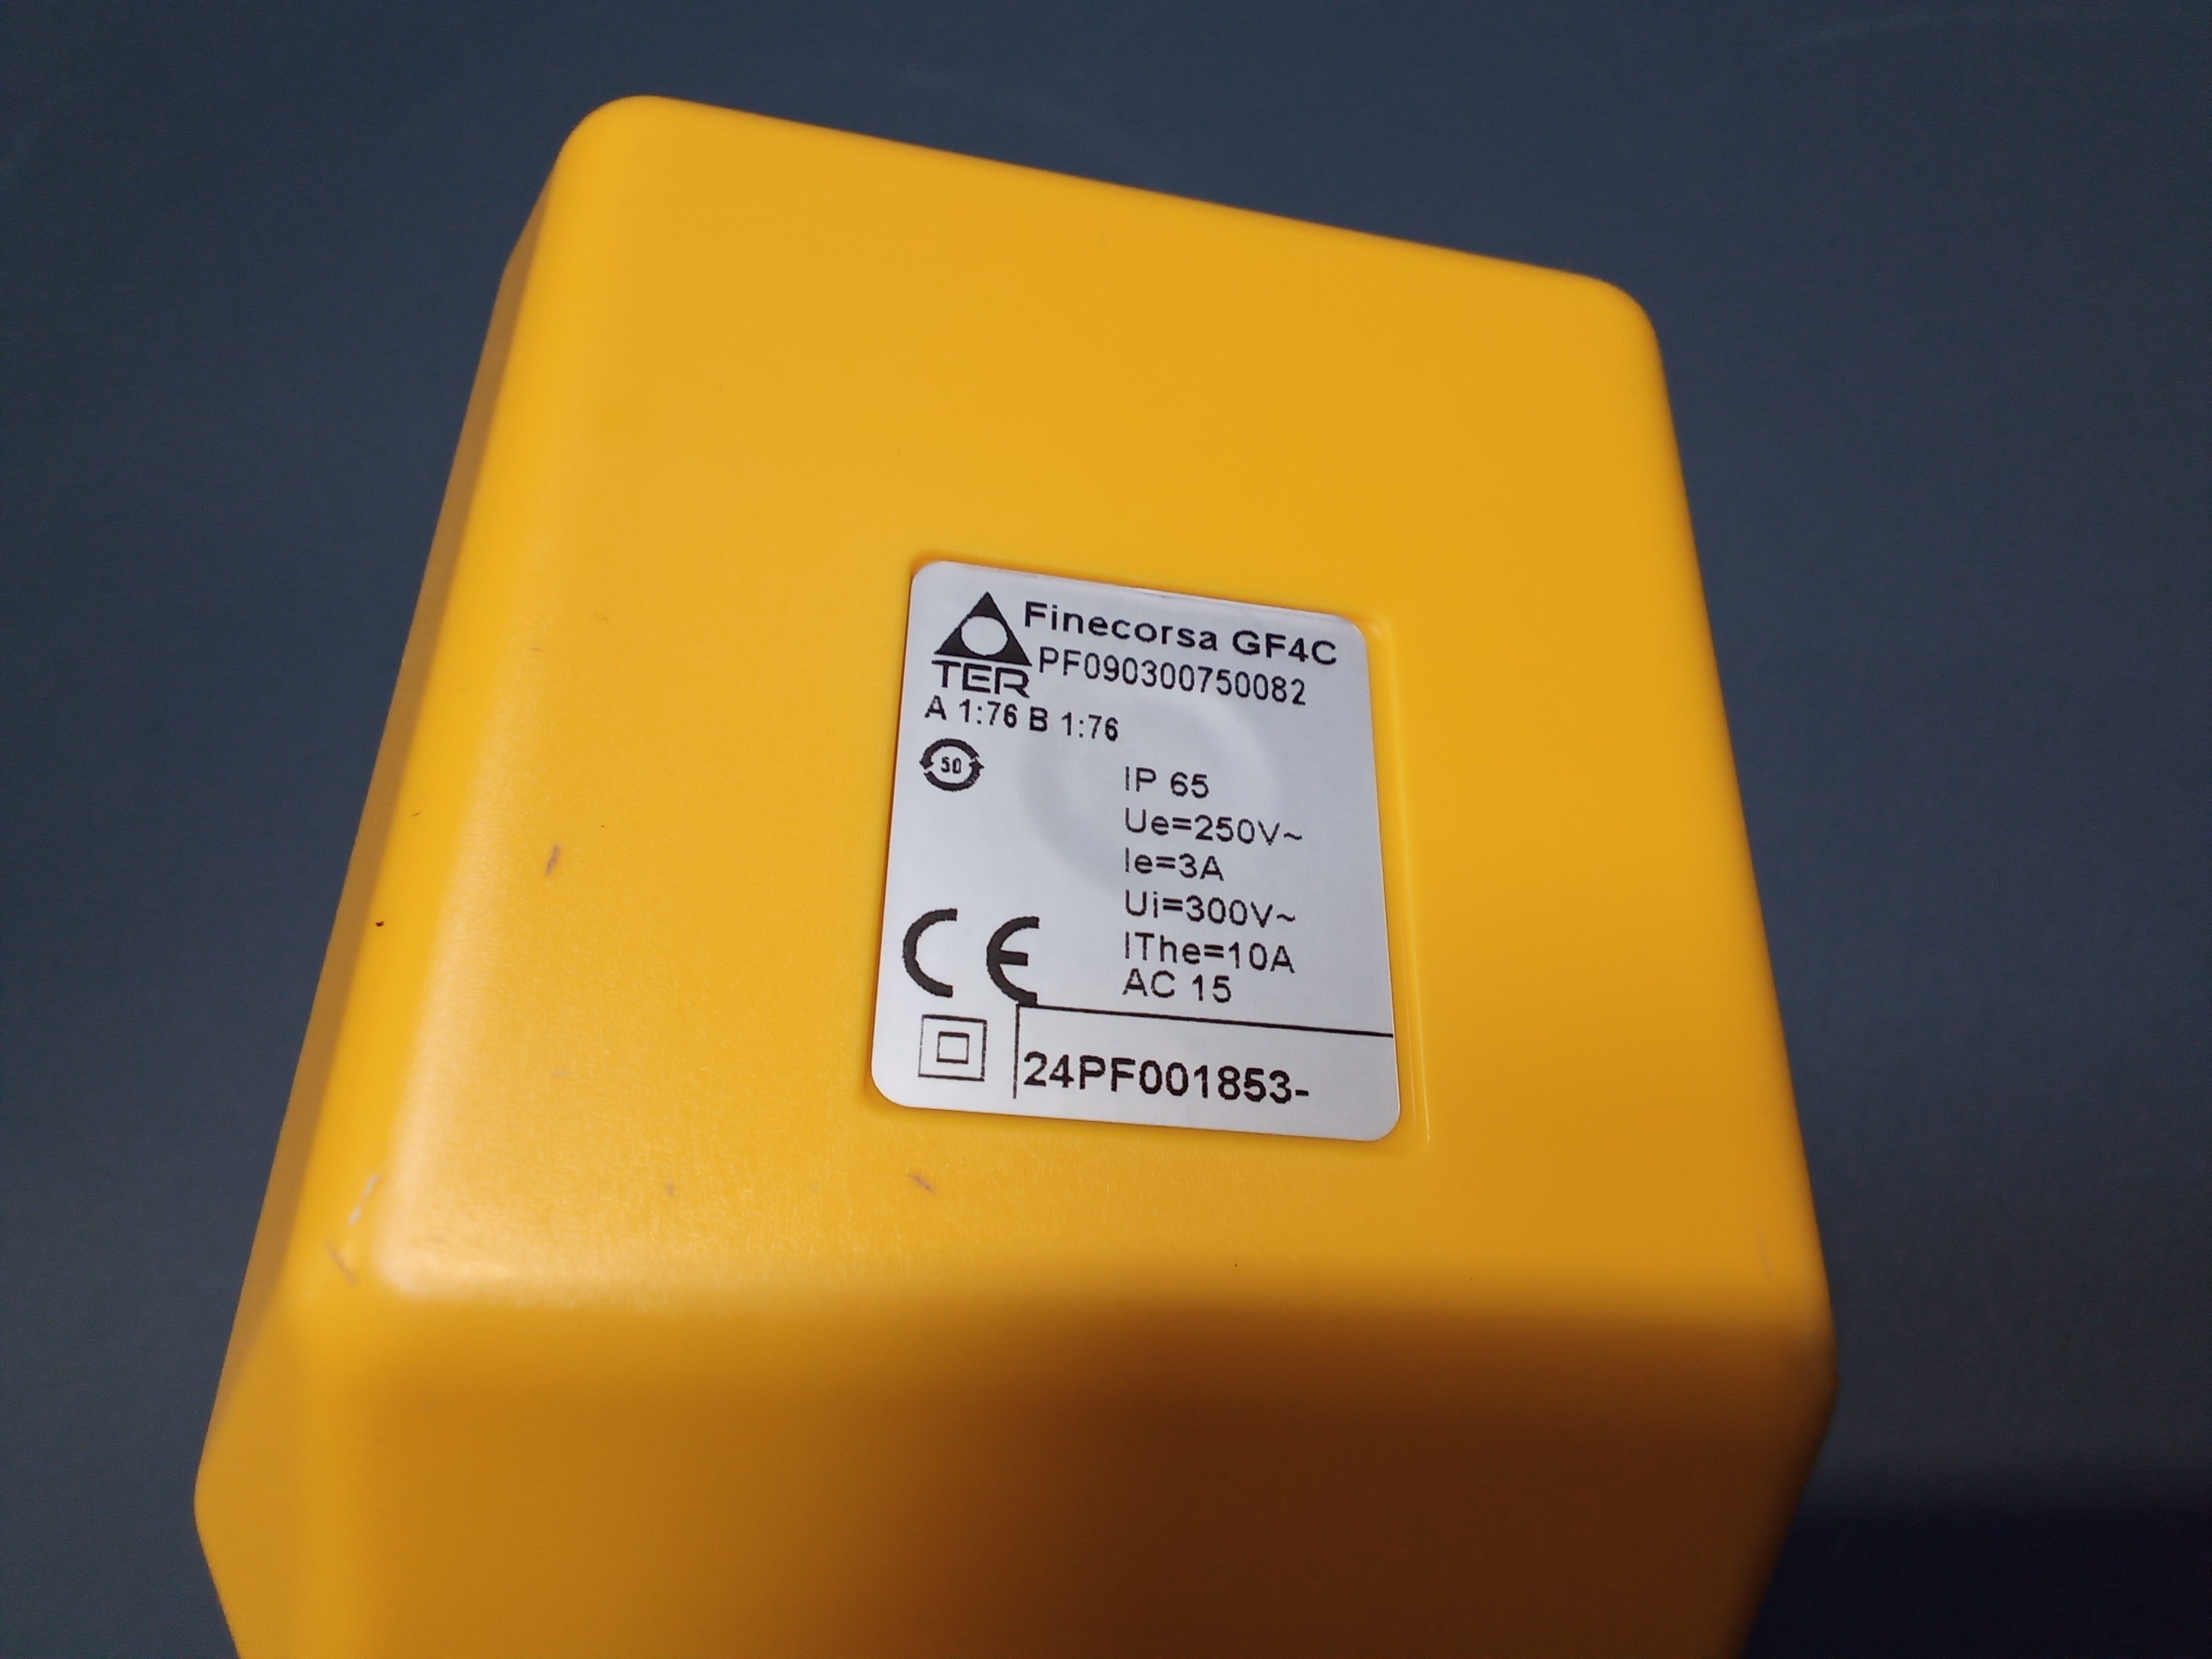 Finecorsa GF4C
TER
PF090300750082
A 1:76 B 1:76
50
IP 65
Ue=250V~
Ie=3A
Ui=300V~
IThe=10A
AC 15
CE
24PF001853-